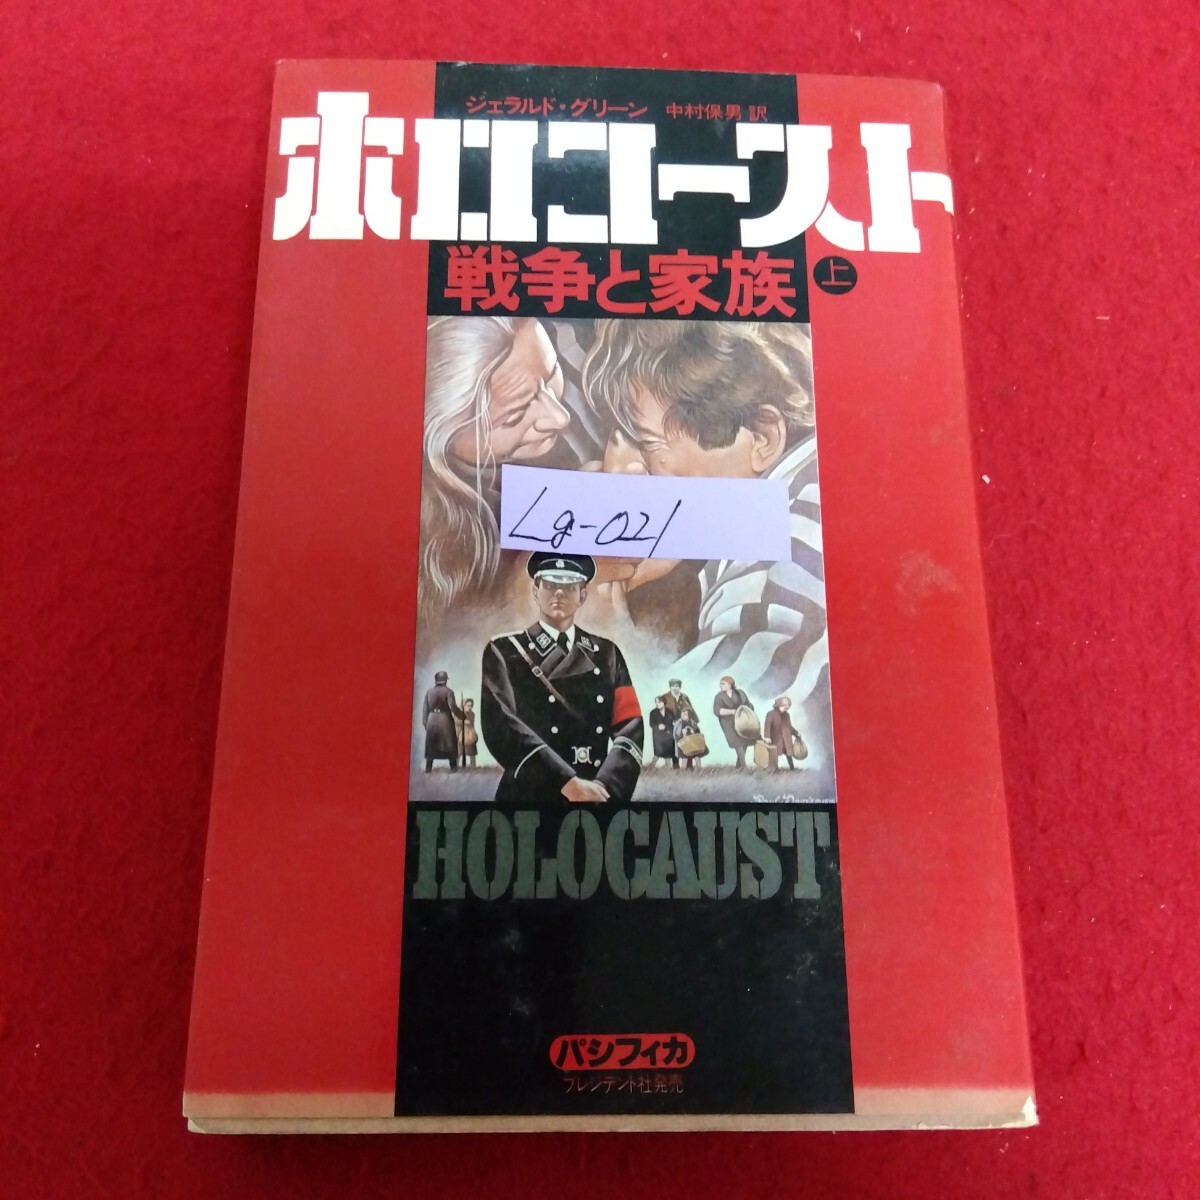 ジェラルド・グリーン 中村保男 訳
ホロコースト
戦争と家族 上
Lg-021
HOLOCAUST
パシフィカ
プレジデント社発売